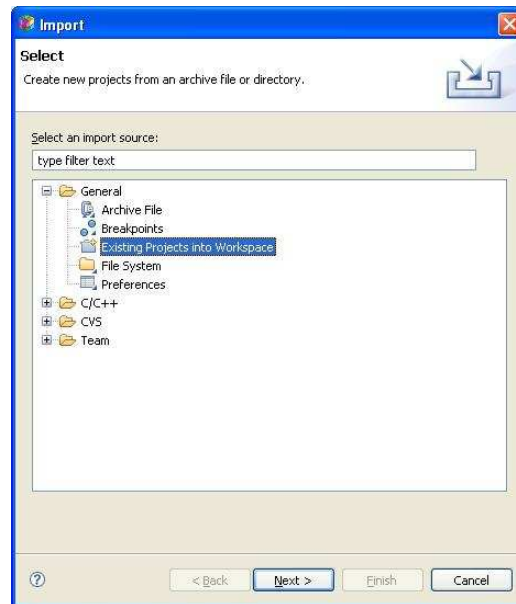 Import
Select
Create new projects from an archive file or directory.
Select an import source:
type filter text
General
Archive File
Breakpoints
Existing Projects into Workspace
File System
Preferences
C/C++
CVS
Team
? < Back Next > Finish Cancel